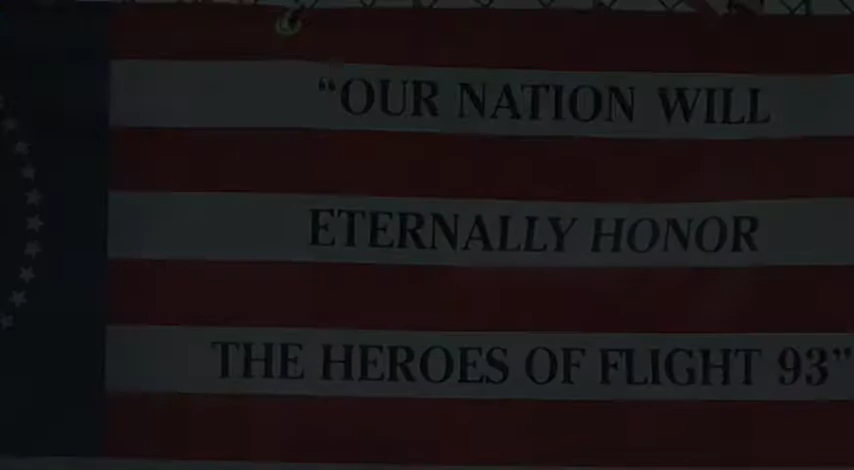 “OUR NATION WILL
ETERNALLY HONOR
THE HEROES OF FLIGHT 93”